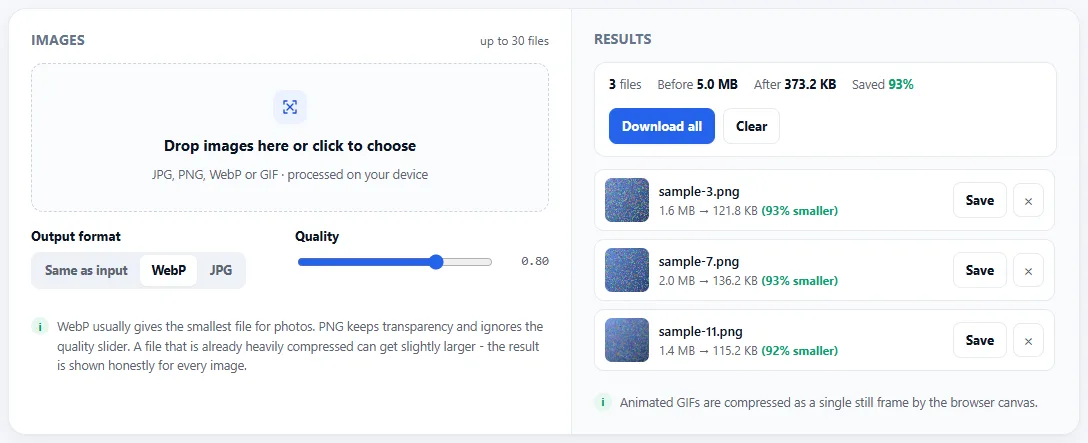 IMAGES
up to 30 files
Drop images here or click to choose
JPG, PNG, WebP or GIF · processed on your device
Output format
Quality
Same as input WebP JPG
0.80
i WebP usually gives the smallest file for photos. PNG keeps transparency and ignores the
quality slider. A file that is already heavily compressed can get slightly larger - the result
is shown honestly for every image.
RESULTS
3 files Before 5.0 MB After 373.2 KB Saved 93%
Download all Clear
sample-3.png
1.6 MB → 121.8 KB (93% smaller)
Save ×
sample-7.png
2.0 MB → 136.2 KB (93% smaller)
Save ×
sample-11.png
1.4 MB → 115.2 KB (92% smaller)
Save ×
i Animated GIFs are compressed as a single still frame by the browser canvas.